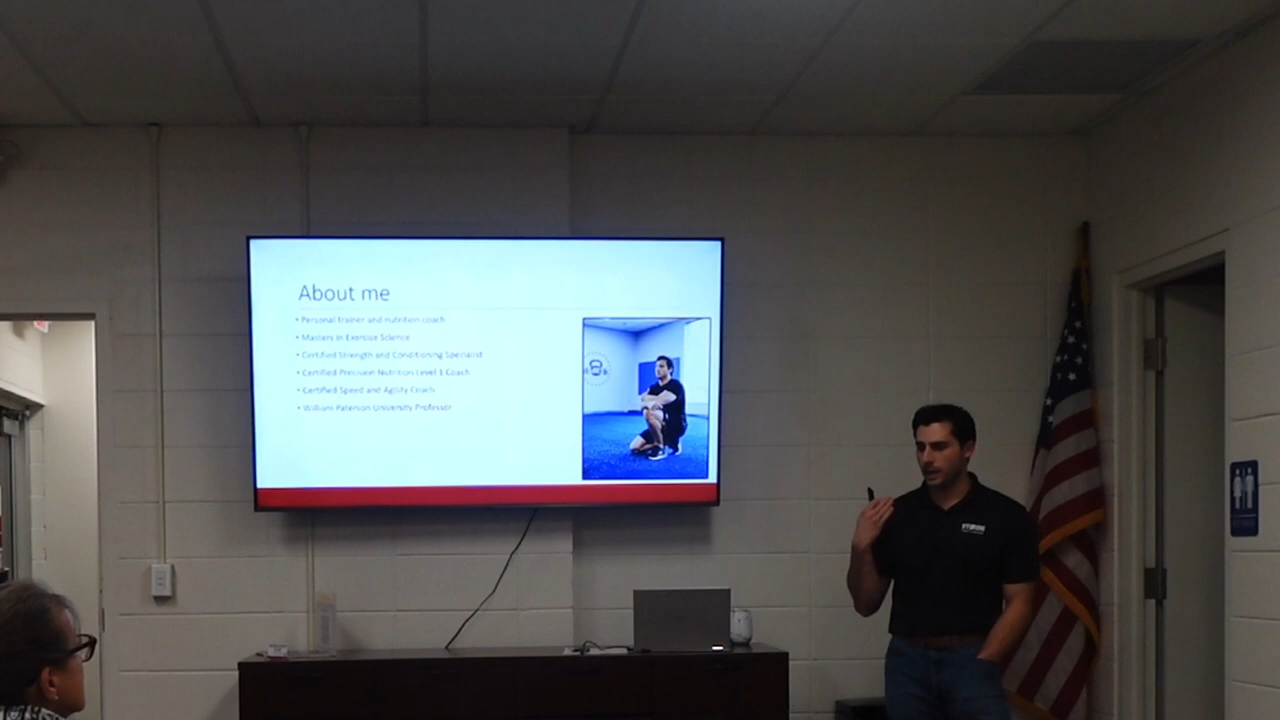 About me
• Personal trainer and nutrition coach
• Masters in Exercise Science
• Certified Strength and Conditioning Specialist
• Certified Precision Nutrition Level 1 Coach
• Certified Speed and Agility Coach
• William Paterson University Professor